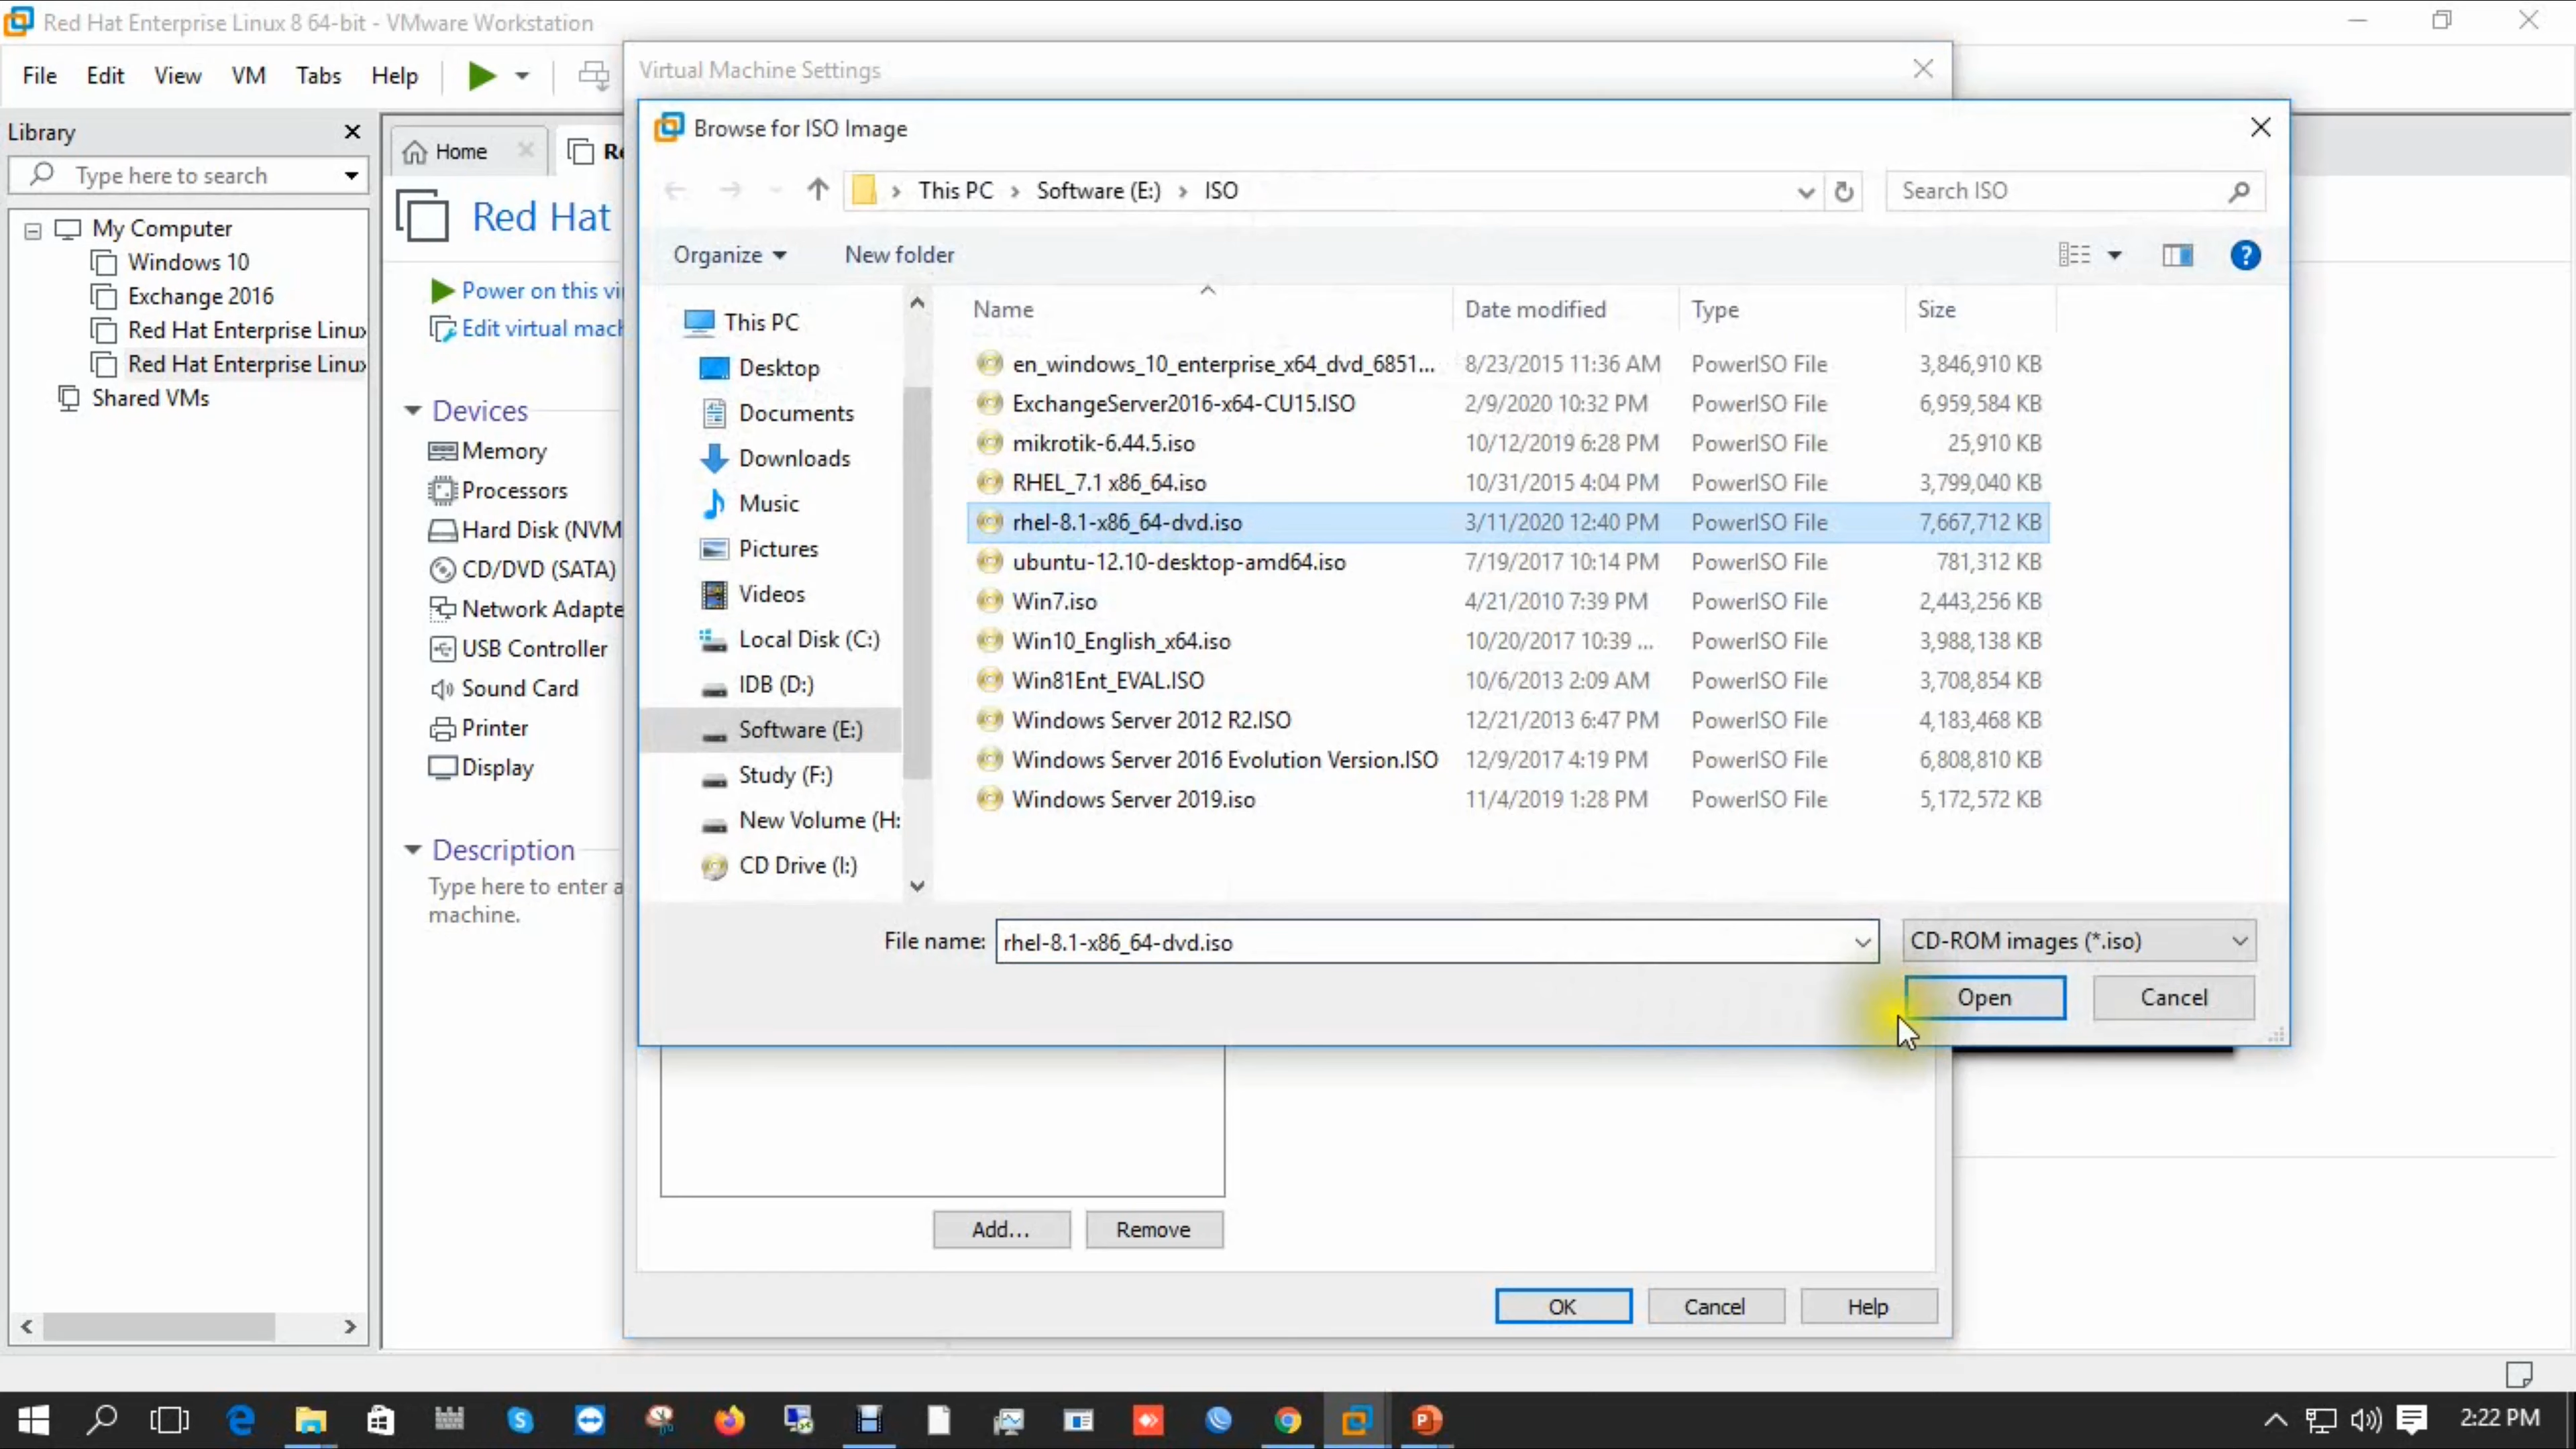 Red Hat Enterprise Linux 8 64-bit - VMware Workstation
File Edit View VM Tabs Help
Library
Type here to search
My Computer
Windows 10
Exchange 2016
Red Hat Enterprise Linux
Red Hat Enterprise Linux
Shared VMs
Home
Re
Red Hat
Power on this vi
Edit virtual mach
Devices
Memory
Processors
Hard Disk (NVM
CD/DVD (SATA)
Network Adapte
USB Controller
Sound Card
Printer
Display
Description
Type here to enter a
machine.
Virtual Machine Settings
Browse for ISO Image
This PC > Software (E:) > ISO
Search ISO
Organize New folder
This PC
Desktop
Documents
Downloads
Music
Pictures
Videos
Local Disk (C:)
IDB (D:)
Software (E:)
Study (F:)
New Volume (H:
CD Drive (I:)
Name Date modified Type Size
en_windows_10_enterprise_x64_dvd_6851... 8/23/2015 11:36 AM PowerISO File 3,846,910 KB
ExchangeServer2016-x64-CU15.ISO 2/9/2020 10:32 PM PowerISO File 6,959,584 KB
mikrotik-6.44.5.iso 10/12/2019 6:28 PM PowerISO File 25,910 KB
RHEL_7.1 x86_64.iso 10/31/2015 4:04 PM PowerISO File 3,799,040 KB
rhel-8.1-x86_64-dvd.iso 3/11/2020 12:40 PM PowerISO File 7,667,712 KB
ubuntu-12.10-desktop-amd64.iso 7/19/2017 10:14 PM PowerISO File 781,312 KB
Win7.iso 4/21/2010 7:39 PM PowerISO File 2,443,256 KB
Win10_English_x64.iso 10/20/2017 10:39 ... PowerISO File 3,988,138 KB
Win81Ent_EVAL.ISO 10/6/2013 2:09 AM PowerISO File 3,708,854 KB
Windows Server 2012 R2.ISO 12/21/2013 6:47 PM PowerISO File 4,183,468 KB
Windows Server 2016 Evolution Version.ISO 12/9/2017 4:19 PM PowerISO File 6,808,810 KB
Windows Server 2019.iso 11/4/2019 1:28 PM PowerISO File 5,172,572 KB
File name: rhel-8.1-x86_64-dvd.iso CD-ROM images (*.iso)
Open Cancel
Add... Remove
OK Cancel Help
2:22 PM